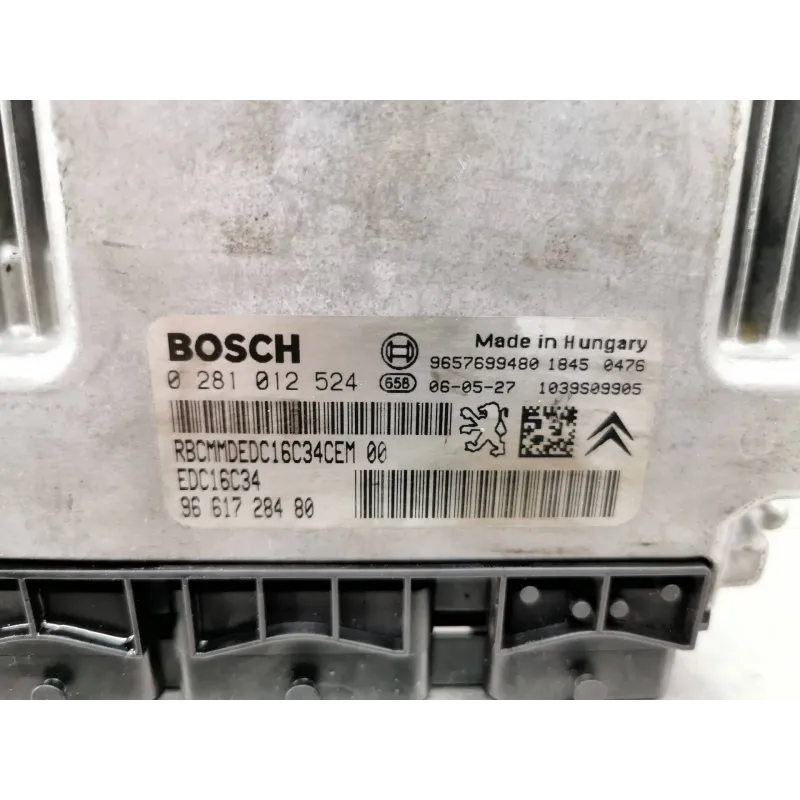 BOSCH
Made in Hungary
9657699480 1845 0476
0 281 012 524 658 06-05-27 1039S09905
RBCMMDEDC16C34CEM 00
EDC16C34
96 617 284 80